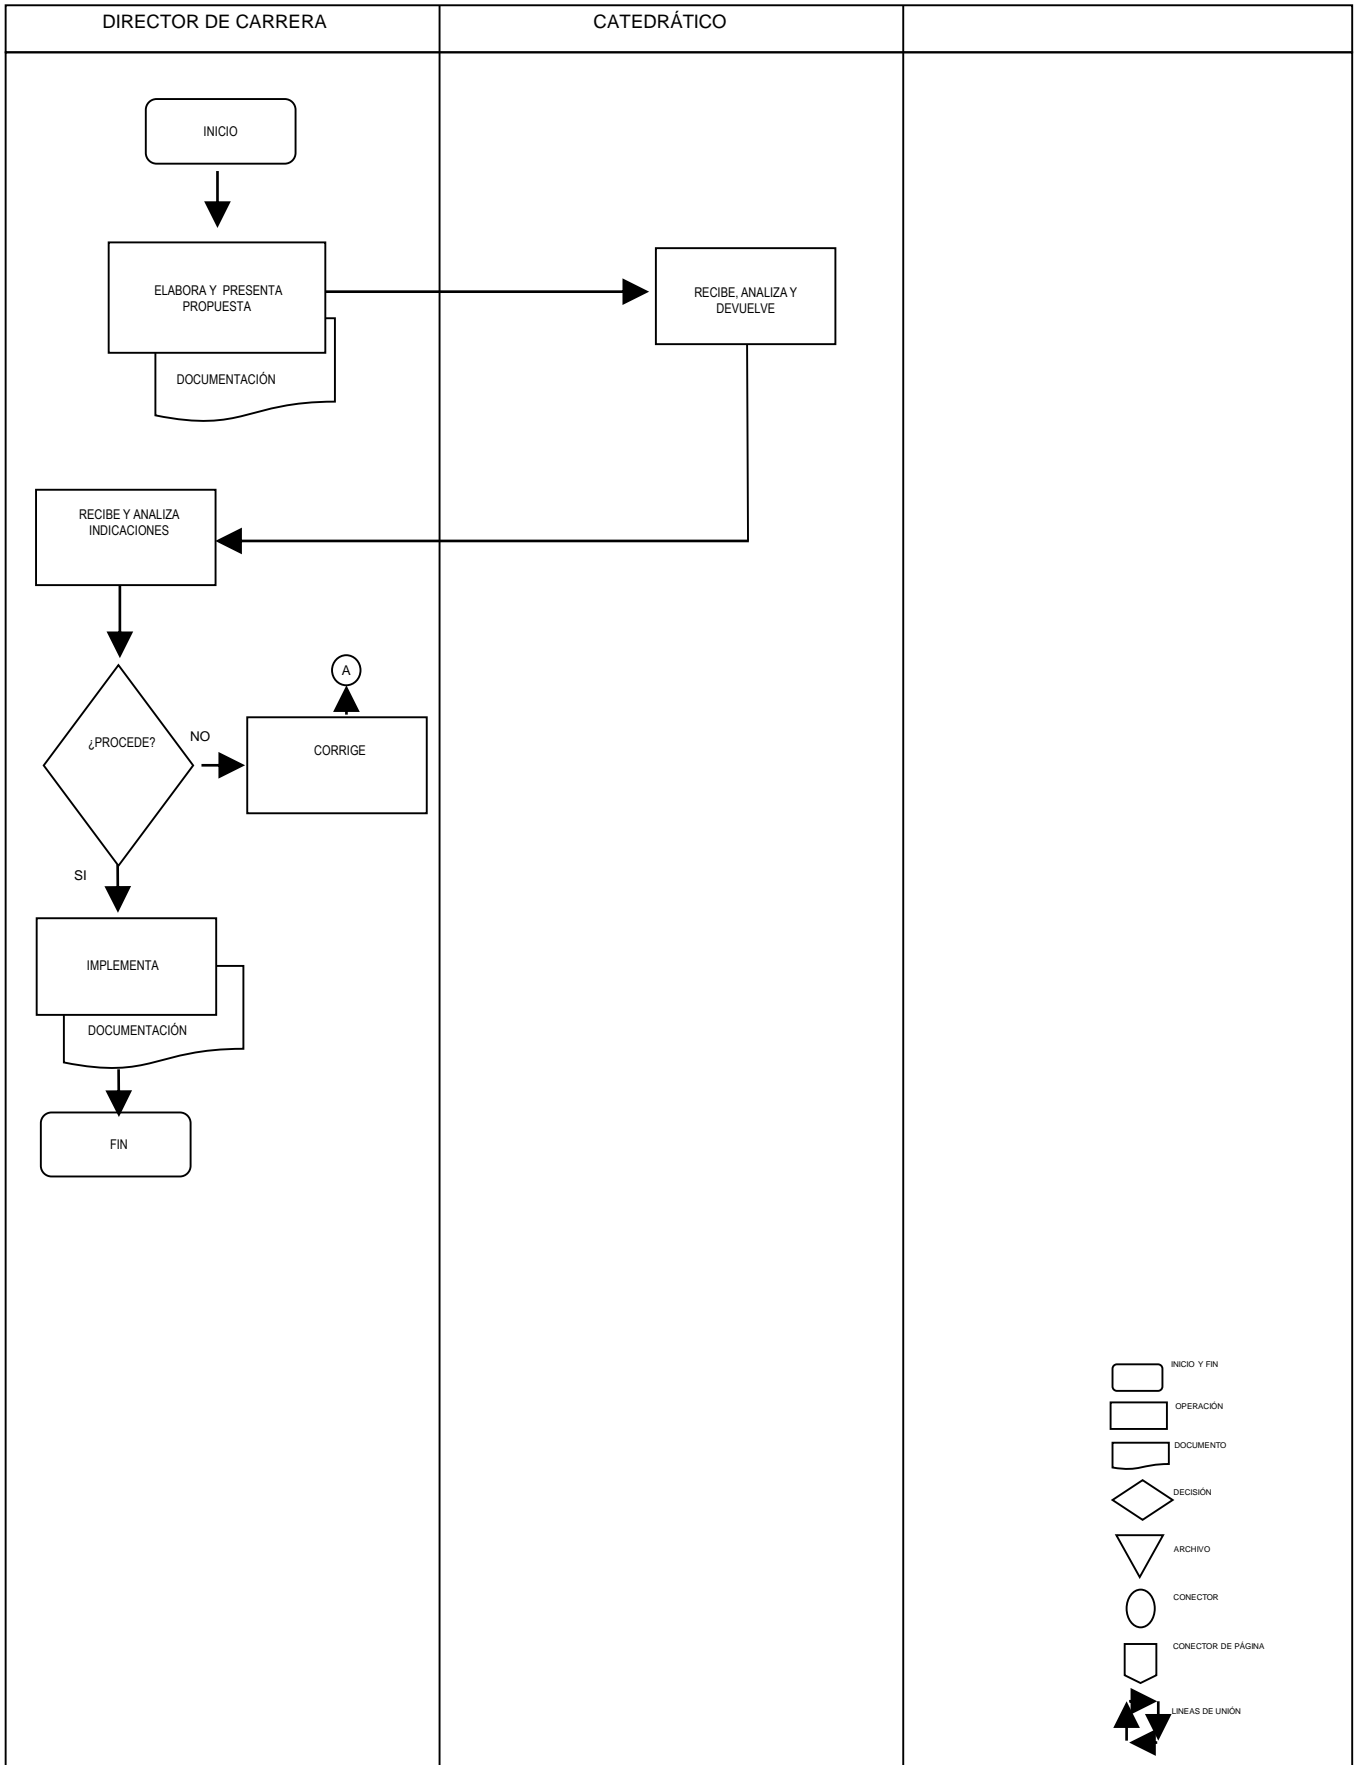 DIRECTOR DE CARRERA
CATEDRÁTICO
INICIO
ELABORA Y PRESENTA
PROPUESTA
RECIBE, ANALIZA Y
DEVUELVE
DOCUMENTACIÓN
RECIBE Y ANALIZA
INDICACIONES
A
¿PROCEDE?
NO
CORRIGE
SI
IMPLEMENTA
DOCUMENTACIÓN
FIN
INICIO Y FIN
OPERACIÓN
DOCUMENTO
DECISIÓN
ARCHIVO
CONECTOR
CONECTOR DE PÁGINA
LINEAS DE UNIÓN